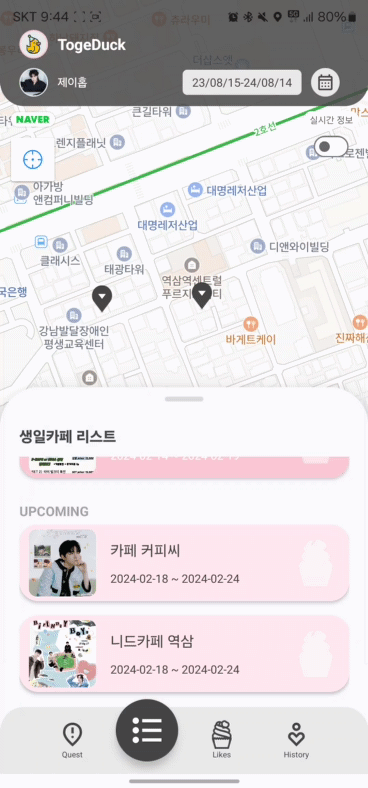 SKT 9:44
80%
TogeDuck
제이홉
23/08/15-24/08/14
NAVER
큰길타워
2호선
실시간 정보
렌지플래닛
아가방
앤컴퍼니빌딩
대명레저산업
대명레저산업
클래시스
태광타워
디앤와이빌딩
역삼역센트럴
푸르지
국은행
강남발달장애인
평생교육센터
바게트케이
진짜해
생일카페 리스트
UPCOMING
카페 커피씨
2024-02-18 ~ 2024-02-24
니드카페 역삼
2024-02-18 ~ 2024-02-24
Quest
Likes
History